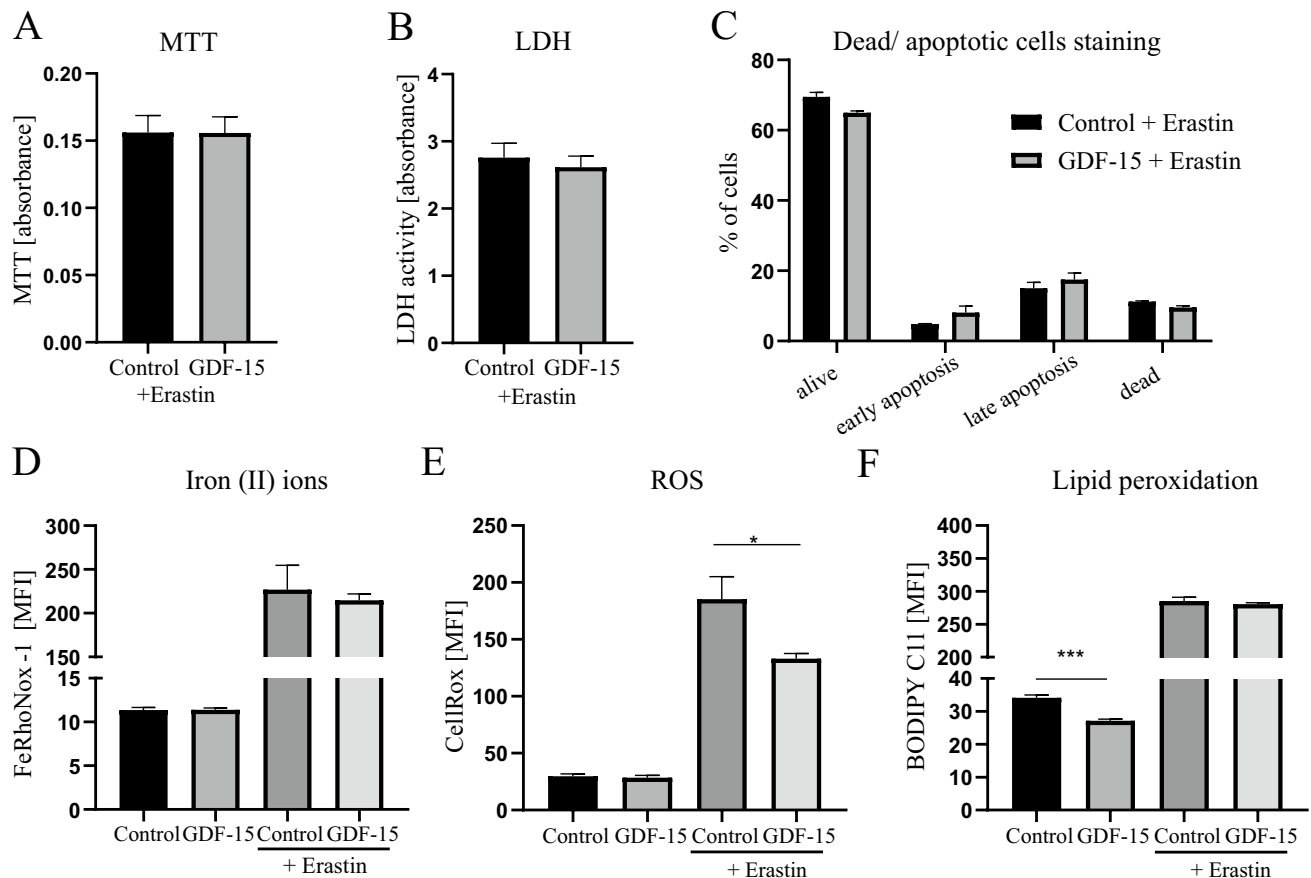 A
MTT
MTT [absorbance]
0.20
0.15
0.10
0.05
0.00
Control GDF-15
+Erastin
B
LDH
LDH activity [absorbance]
4
3
2
1
0
Control GDF-15
+Erastin
C
Dead/ apoptotic cells staining
% of cells
80
60
40
20
0
Control + Erastin
GDF-15 + Erastin
alive
early apoptosis
late apoptosis
dead
D
Iron (II) ions
FeRhoNox -1 [MFI]
300
250
200
150
15
10
5
0
Control GDF-15 Control GDF-15
+ Erastin
E
ROS
CellRox [MFI]
250
200
150
100
50
0
*
Control GDF-15 Control GDF-15
+ Erastin
F
Lipid peroxidation
BODIPY C11 [MFI]
400
350
300
250
200
40
30
20
10
0
***
Control GDF-15 Control GDF-15
+ Erastin